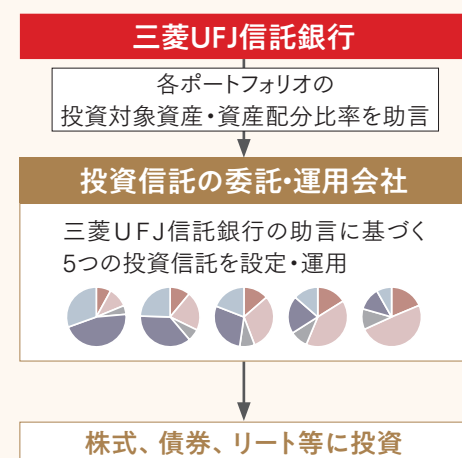 三菱UFJ信託銀行
各ポートフォリオの
投資対象資産・資産配分比率を助言
投資信託の委託・運用会社
三菱UFJ信託銀行の助言に基づく
5つの投資信託を設定・運用
株式、債券、リート等に投資